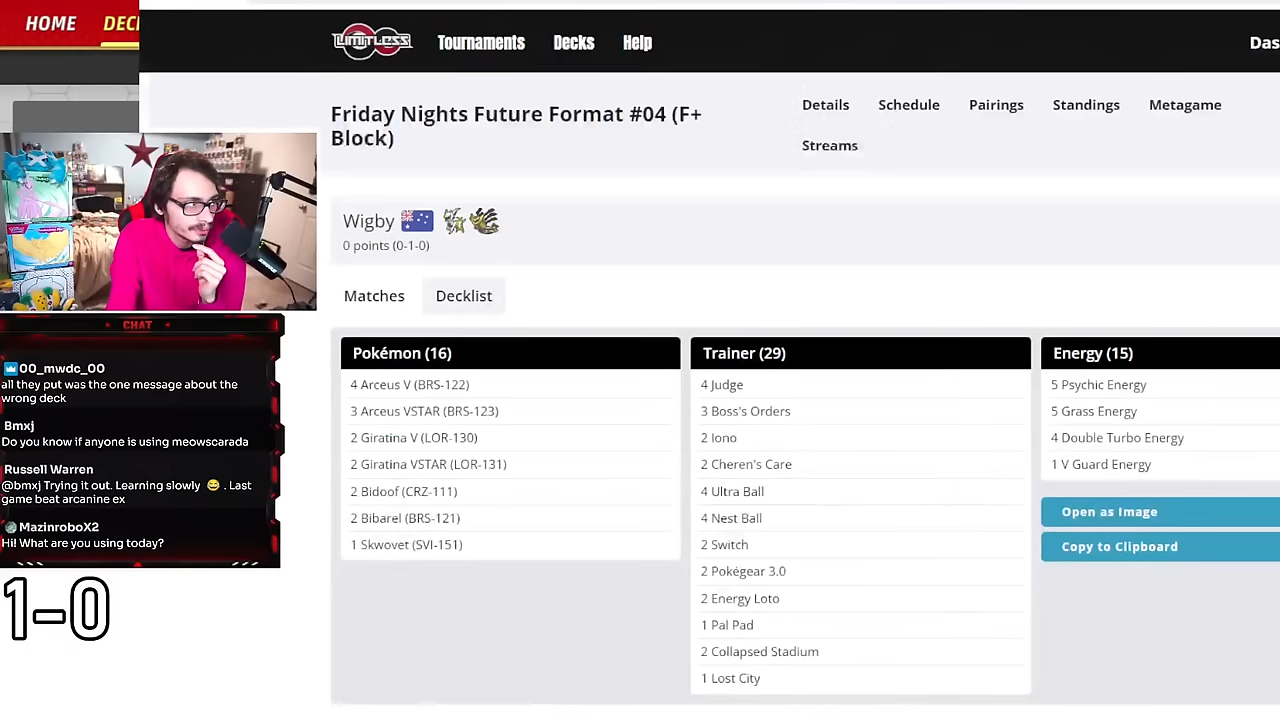 HOME DECI
LIMITLESS
Tournaments Decks Help
Das
Friday Nights Future Format #04 (F+
Block)
Details Schedule Pairings Standings Metagame
Streams
Wigby
0 points (0-1-0)
Matches Decklist
Pokémon (16)
4 Arceus V (BRS-122)
3 Arceus VSTAR (BRS-123)
2 Giratina V (LOR-130)
2 Giratina VSTAR (LOR-131)
2 Bidoof (CRZ-111)
2 Bibarel (BRS-121)
1 Skwovet (SVI-151)
Trainer (29)
4 Judge
3 Boss's Orders
2 Iono
2 Cheren's Care
4 Ultra Ball
4 Nest Ball
2 Switch
2 Pokégear 3.0
2 Energy Loto
1 Pal Pad
2 Collapsed Stadium
1 Lost City
Energy (15)
5 Psychic Energy
5 Grass Energy
4 Double Turbo Energy
1 V Guard Energy
Open as Image
Copy to Clipboard
CHAT
00_mwdc_00
all they put was the one message about the
wrong deck
Bmxj
Do you know if anyone is using meowscarada
Russell Warren
@bmxj Trying it out. Learning slowly 😅 . Last
game beat arcanine ex
MazinroboX2
Hi! What are you using today?
1-0